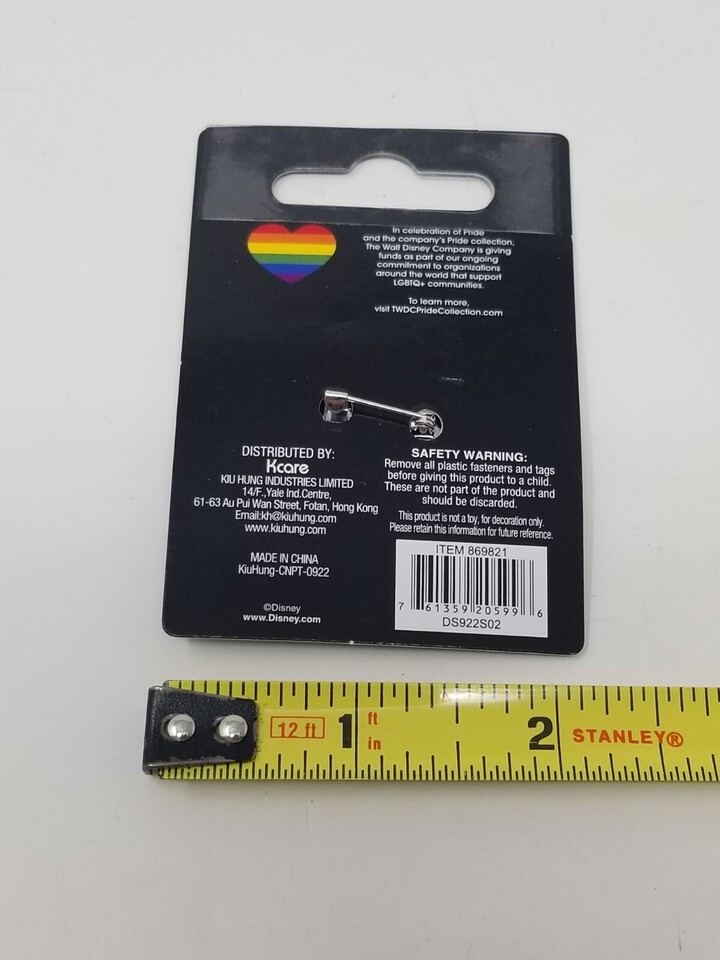 In celebration of Pride
and the company's Pride collection,
The Walt Disney Company is giving
funds as part of our ongoing
commitment to organizations
around the world that support
LGBTQ+ communities.
To learn more,
visit TWDCPrideCollection.com
DISTRIBUTED BY:
Kcare
KIU HUNG INDUSTRIES LIMITED
14/F.,Yale Ind.Centre,
61-63 Au Pui Wan Street, Fotan, Hong Kong
Email:kh@kiuhung.com
www.kiuhung.com
MADE IN CHINA
KiuHung-CNPT-0922
©Disney
www.Disney.com
SAFETY WARNING:
Remove all plastic fasteners and tags
before giving this product to a child.
These are not part of the product and
should be discarded.
This product is not a toy, for decoration only.
Please retain this information for future reference.
ITEM 869821
7 61359 20599 6
DS922S02
12 ft 1 ft in 2 STANLEY®